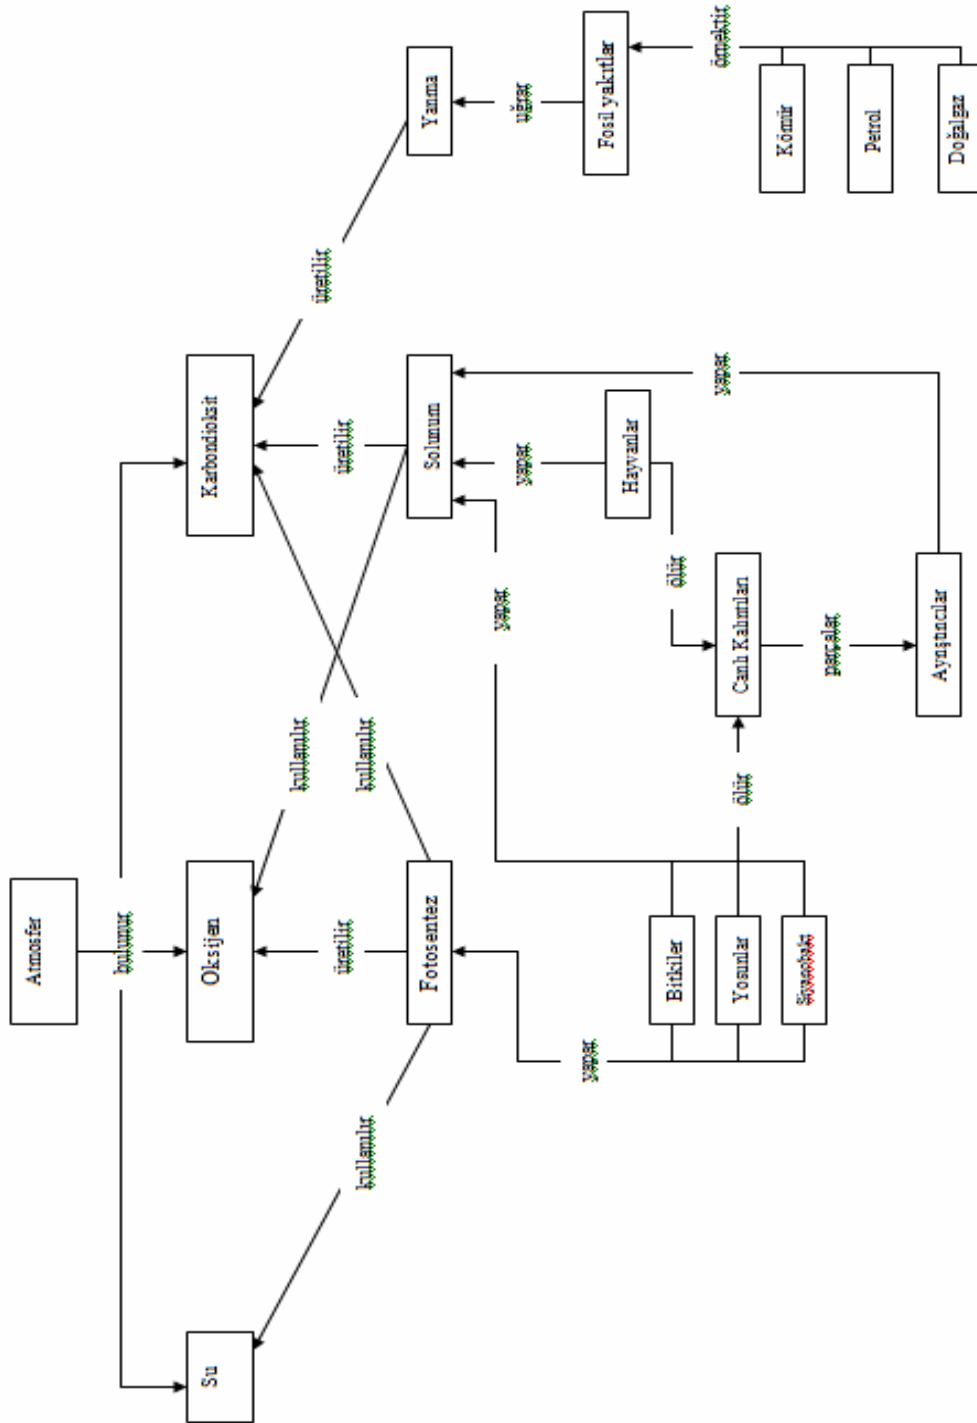 Atmosfer
bulunur
Su
Oksijen
Karbondioksit
kullanılır
üretilir
kullanılır
kullanılır
üretilir
üretilir
Fotosentez
Solunum
Yanma
yapar
yapar
yapar
yapar
uğrar
Bitkiler
Yosunlar
Siyanobakt
Hayvanlar
Fosil yakıtlar
ölür
ölür
örnektir
Canlı Kalıntıları
parçalar
Ayrıştırıcılar
Kömür
Petrol
Doğalgaz